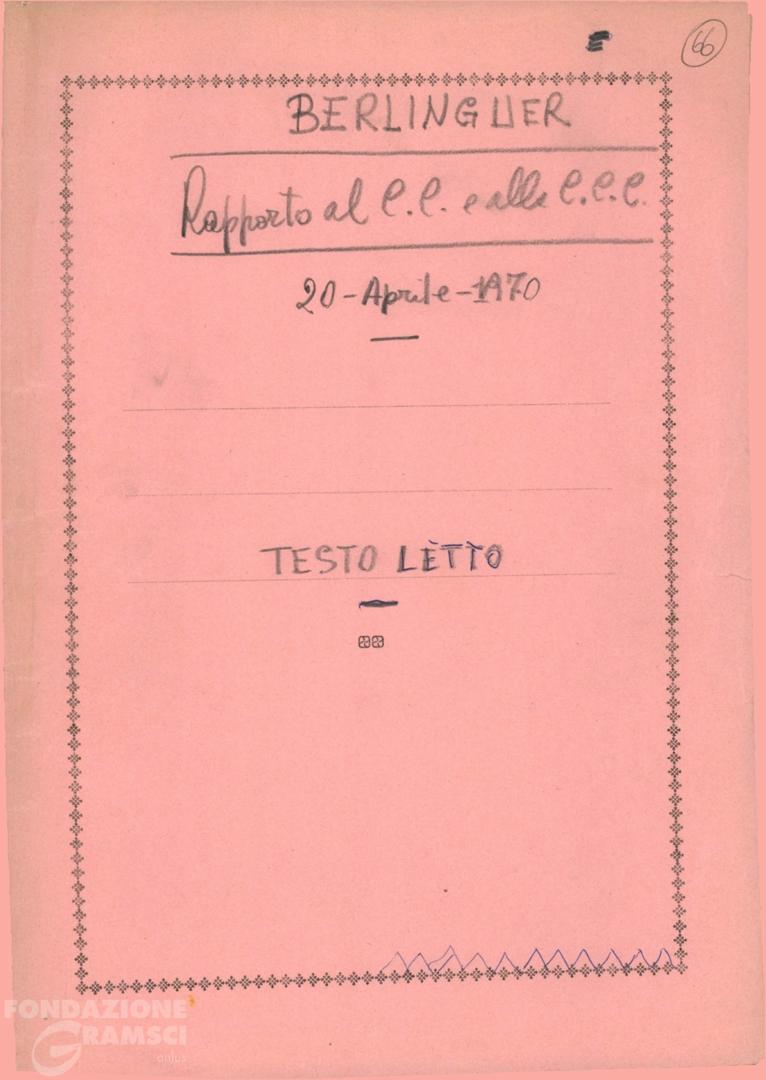 66
BERLINGUER
Rapporto al C.C. e alla C.C.C.
20-Aprile-1970
TESTO LETTO
FONDAZIONE
GRAMSCI
onlus